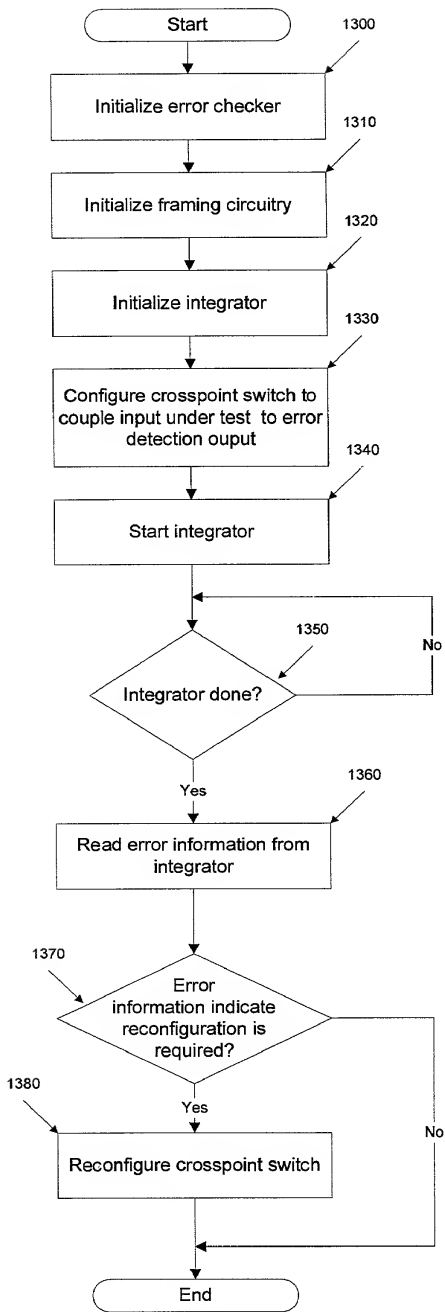 Start
1300
Initialize error checker
1310
Initialize framing circuitry
1320
Initialize integrator
1330
Configure crosspoint switch to
couple input under test to error
detection ouput
1340
Start integrator
1350
No
Integrator done?
Yes
1360
Read error information from
integrator
1370
Error
information indicate
reconfiguration is
required?
1380
Yes
No
Reconfigure crosspoint switch
End